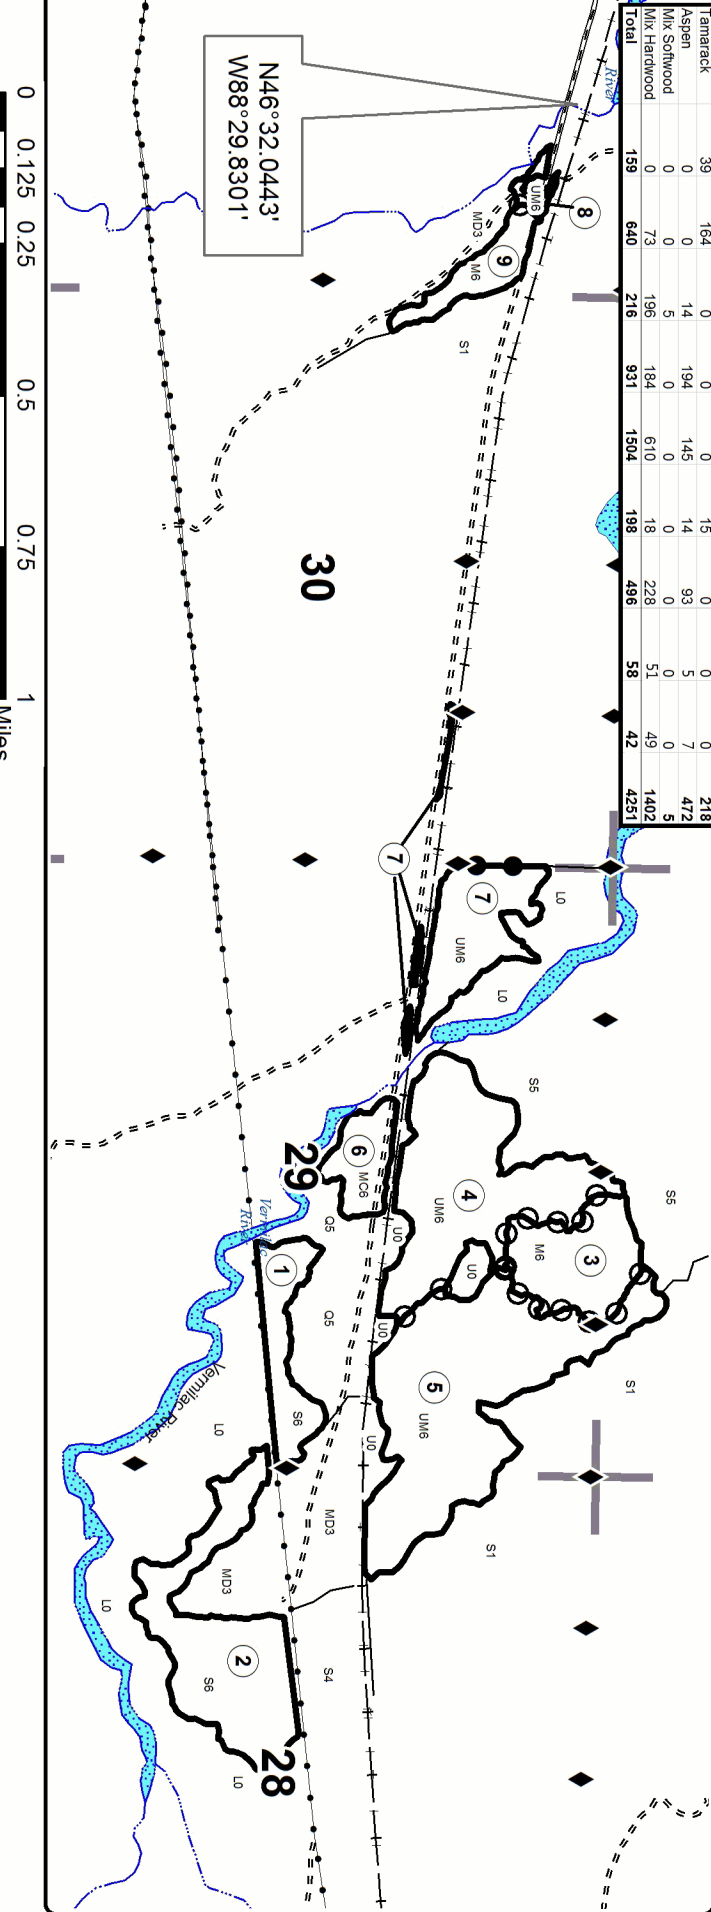 Tamarack 39 164 0 0 0 15 0 0 0 218
Aspen 0 0 14 194 145 14 93 5 7 472
Mix Softwood 0 0 5 0 0 0 0 0 0 5
Mix Hardwood 0 73 196 184 610 18 228 51 49 1402
Total 159 640 216 931 1504 198 496 58 42 4251
River
N46°32.0443'
W88°29.8301'
8
UM6
MD3
9
M6
S1
30
7
7
UM6
L0
L0
S5
S5
4
UM6
3
M6
U0
6
MC6
29
Q5
U0
Vermilac
River
1
Q5
U0
S6
5
UM6
U0
S1
S1
Vermilac River
L0
MD3
MD3
L0
2
S6
S4
L0
28
0 0.125 0.25 0.5 0.75 1
Miles